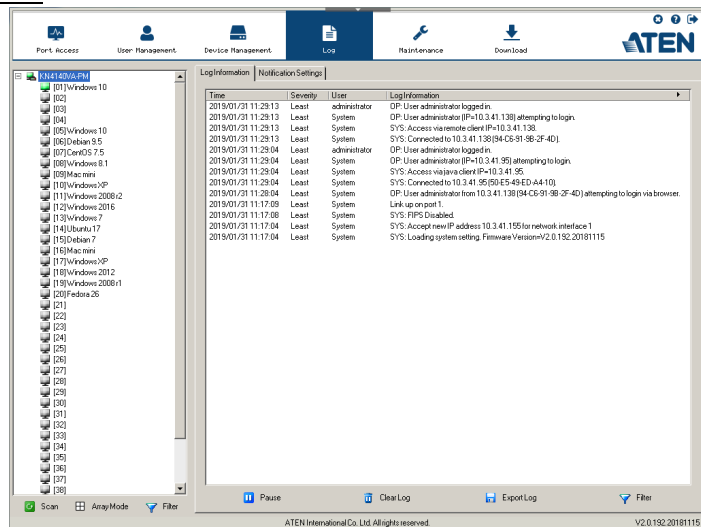 Port Access
User Management
Device Management
Log
Maintenance
Download
ATEN
KN4140VA-PM
[01]Windows 10
[02]
[03]
[04]
[05]Windows 10
[06]Debian 9.5
[07]CentOS 7.5
[08]Windows 8.1
[09]Mac mini
[10]Windows XP
[11]Windows 2008 r2
[12]Windows 2016
[13]Windows 7
[14]Ubuntu 17
[15]Debian 7
[16]Mac mini
[17]Windows XP
[18]Windows 2012
[19]Windows 2008 r1
[20]Fedora 26
[21]
[22]
[23]
[24]
[25]
[26]
[27]
[28]
[29]
[30]
[31]
[32]
[33]
[34]
[35]
[36]
[37]
[38]
Scan Array Mode Filter
Log Information Notification Settings
Time Severity User Log Information
2019/01/31 11:29:13 Least administrator OP: User administrator logged in.
2019/01/31 11:29:13 Least System OP: User administrator (IP=10.3.41.138) attempting to login.
2019/01/31 11:29:13 Least System SYS: Access via remote client IP=10.3.41.138.
2019/01/31 11:29:13 Least System SYS: Connected to 10.3.41.138 (94-C6-91-9B-2F-4D).
2019/01/31 11:29:04 Least administrator OP: User administrator logged in.
2019/01/31 11:29:04 Least System OP: User administrator (IP=10.3.41.95) attempting to login.
2019/01/31 11:29:04 Least System SYS: Access via java client IP=10.3.41.95.
2019/01/31 11:29:04 Least System SYS: Connected to 10.3.41.95 (50-E5-49-ED-A4-10).
2019/01/31 11:28:04 Least System OP: User administrator from 10.3.41.138 (94-C6-91-9B-2F-4D) attempting to login via browser.
2019/01/31 11:17:09 Least System Link up on port 1.
2019/01/31 11:17:08 Least System SYS: FIPS Disabled.
2019/01/31 11:17:04 Least System SYS: Accept new IP address 10.3.41.155 for network interface 1
2019/01/31 11:17:04 Least System SYS: Loading system setting. Firmware Version=V2.0.192.20181115
Pause Clear Log Export Log Filter
ATEN International Co. Ltd. All rights reserved.
V2.0.192.20181115